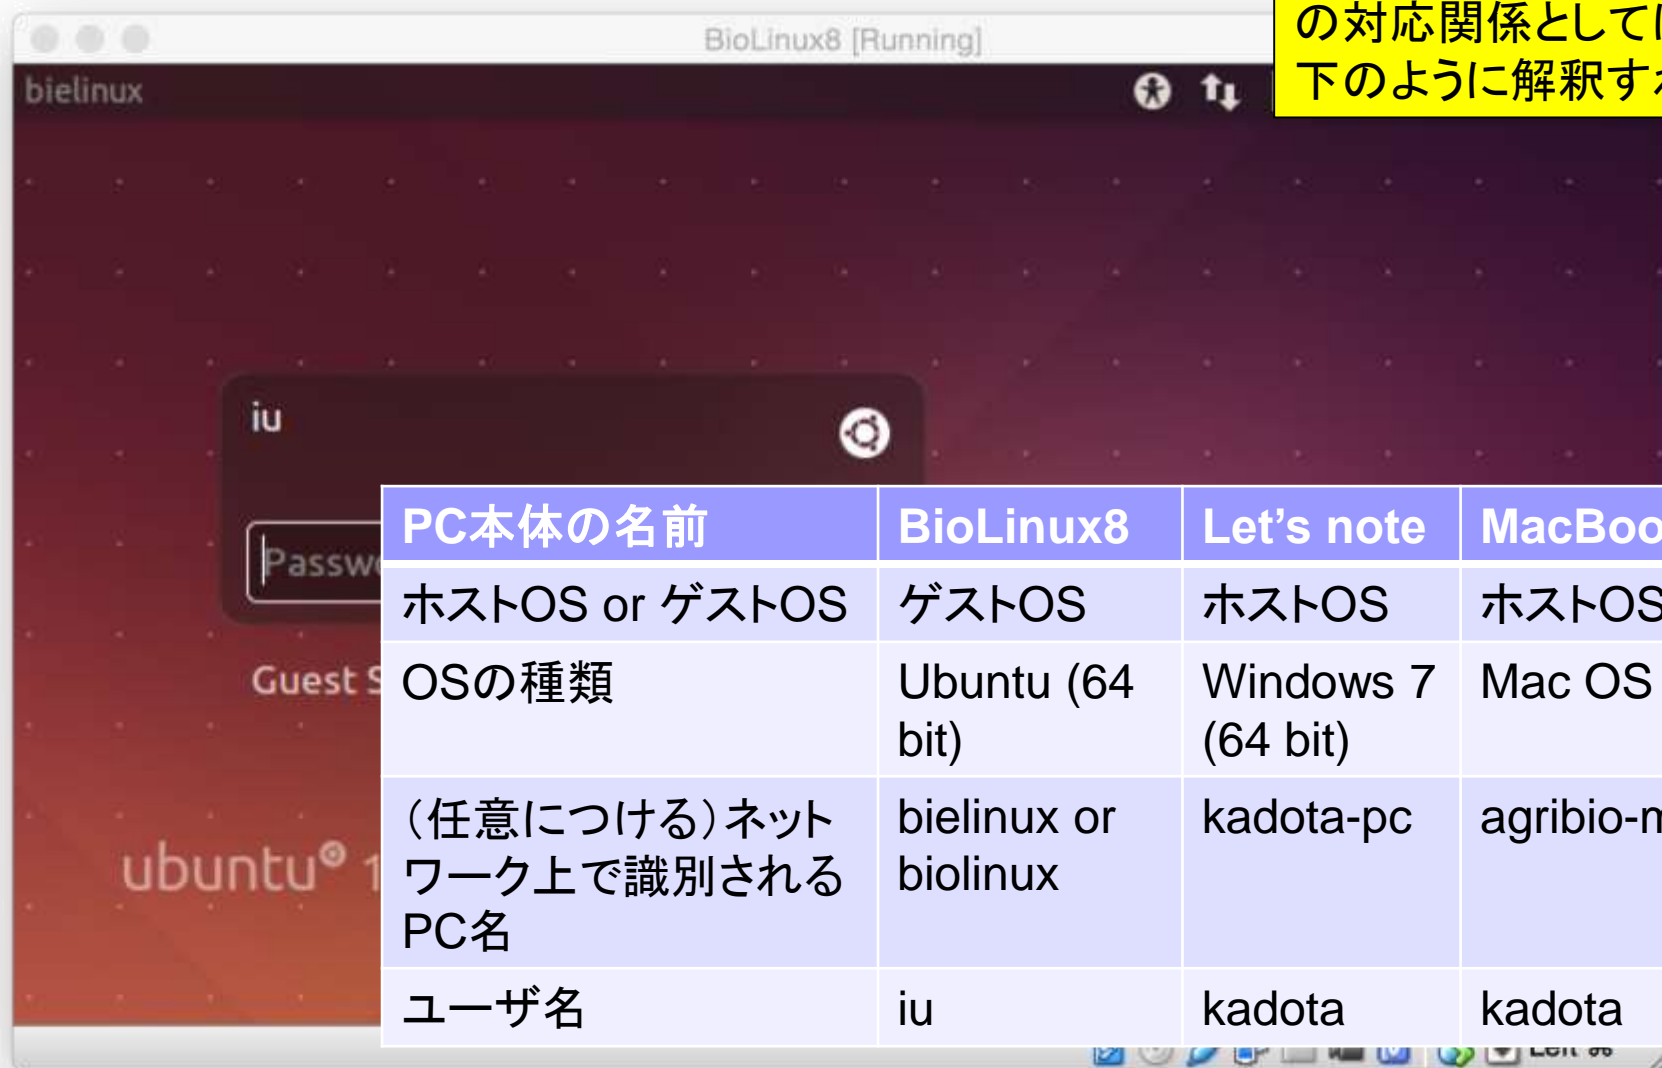 の対応関係としては
下のように解釈す
BioLinux8 [Running]
bielinux
iu
Guest
ubuntu®
PC本体の名前 BioLinux8 Let's note
ホストOS or ゲストOS ゲストOS ホストOS ホストOS
OSの種類 Ubuntu (64 bit) Windows 7 (64 bit) Mac OS
(任意につける)ネットワーク上で識別されるPC名 bielinux or biolinux kadota-pc
ユーザ名 iu kadota kadota
Left ⌘